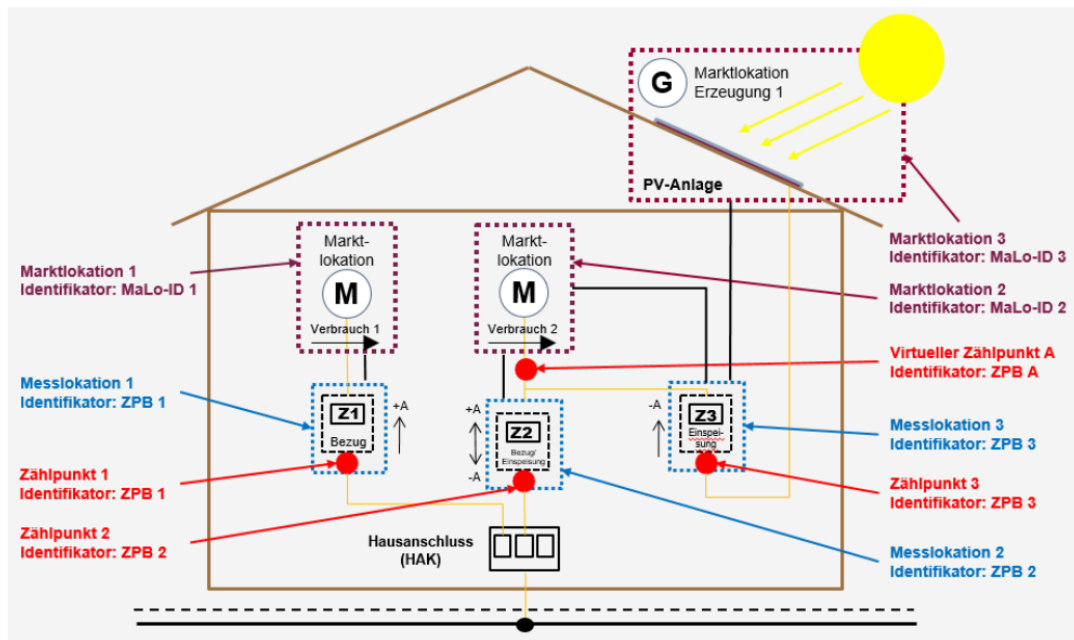 G
Marktlokation
Erzeugung 1
PV-Anlage
Markt-
lokation
M
Verbrauch 1
Markt-
lokation
M
Verbrauch 2
Marktlokation 1
Identifikator: MaLo-ID 1
Messlokation 1
Identifikator: ZPB 1
Zählpunkt 1
Identifikator: ZPB 1
Zählpunkt 2
Identifikator: ZPB 2
Z1
Bezug
+A
+A
-A
Z2
Bezug/
Einspeisung
-A
Z3
Einspei-
sung
Hausanschluss
(HAK)
Marktlokation 3
Identifikator: MaLo-ID 3
Marktlokation 2
Identifikator: MaLo-ID 2
Virtueller Zählpunkt A
Identifikator: ZPB A
Messlokation 3
Identifikator: ZPB 3
Zählpunkt 3
Identifikator: ZPB 3
Messlokation 2
Identifikator: ZPB 2